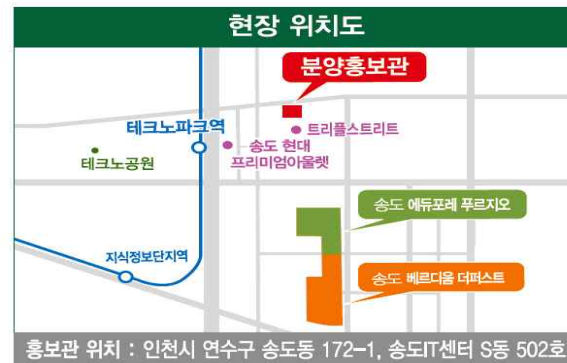 현장 위치도
분양홍보관
테크노파크역
트리플스트리트
송도 현대
프리미엄아울렛
테크노공원
송도 에듀포레 푸르지오
지식정보단지역
송도 베르디움 더퍼스트
홍보관 위치 : 인천시 연수구 송도동 172-1, 송도IT센터 S동 502호